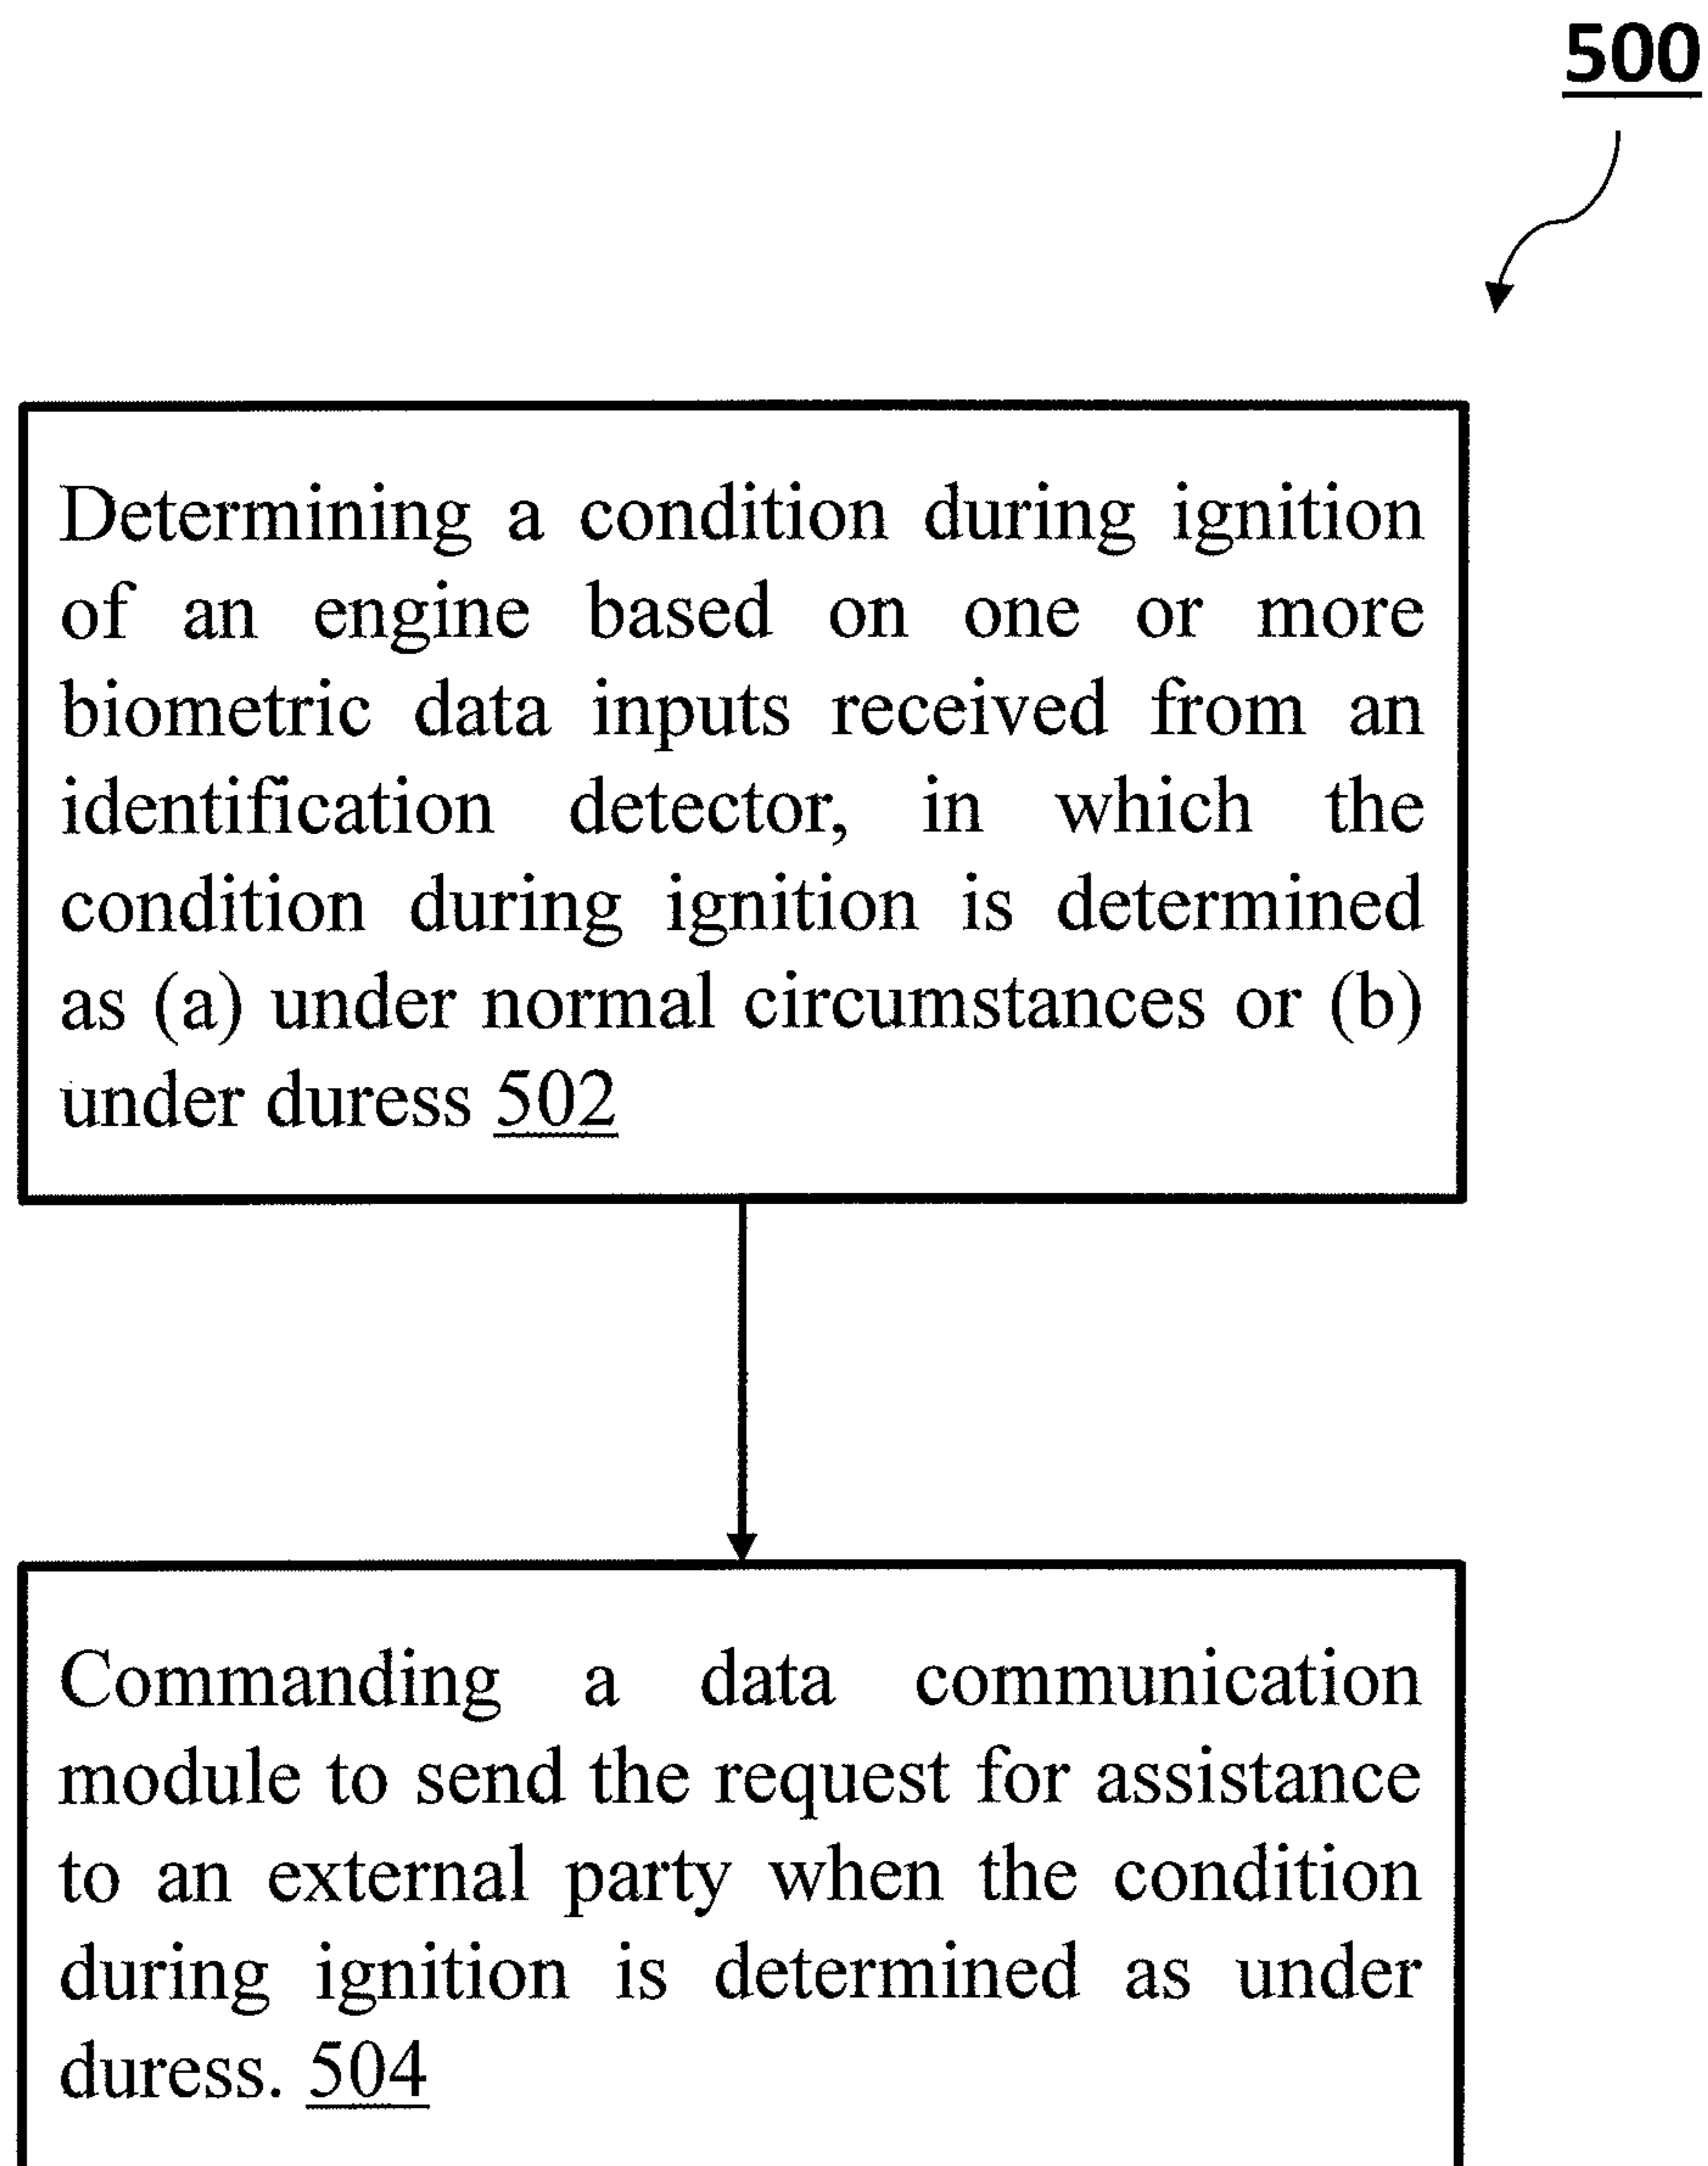 500
Determining a condition during ignition
of an engine based on one or more
biometric data inputs received from an
identification detector, in which the
condition during ignition is determined
as (a) under normal circumstances or (b)
under duress 502
Commanding a data communication
module to send the request for assistance
to an external party when the condition
during ignition is determined as under
duress. 504